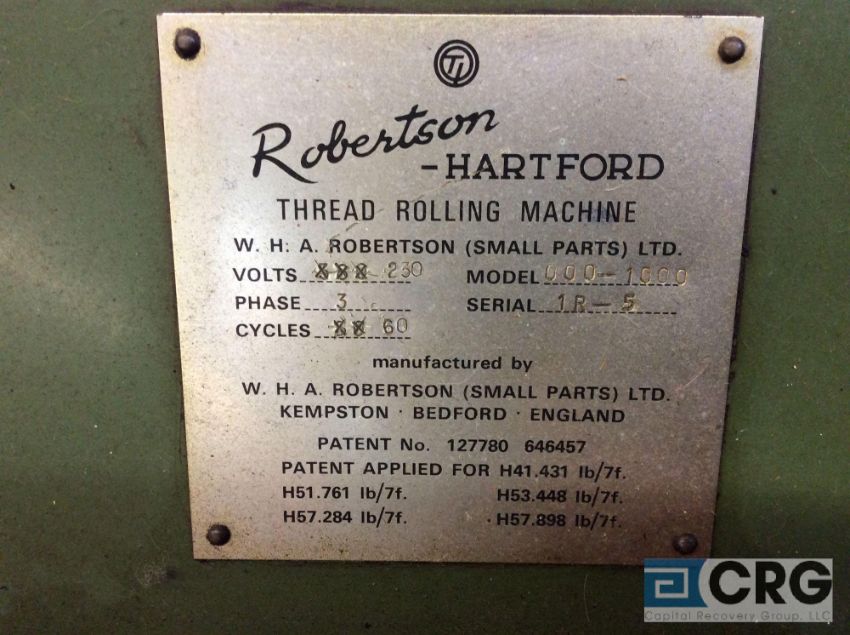 TI
Robertson
-HARTFORD
THREAD ROLLING MACHINE
W. H. A. ROBERTSON (SMALL PARTS) LTD.
VOLTS 230 MODEL 000-1000
PHASE 3 SERIAL 1R-5
CYCLES 60
manufactured by
W. H. A. ROBERTSON (SMALL PARTS) LTD.
KEMPSTON · BEDFORD · ENGLAND
PATENT No. 127780 646457
PATENT APPLIED FOR H41.431 lb/7f.
H51.761 lb/7f. H53.448 lb/7f.
H57.284 lb/7f. H57.898 lb/7f.
CRG
Capital Recovery Group, LLC